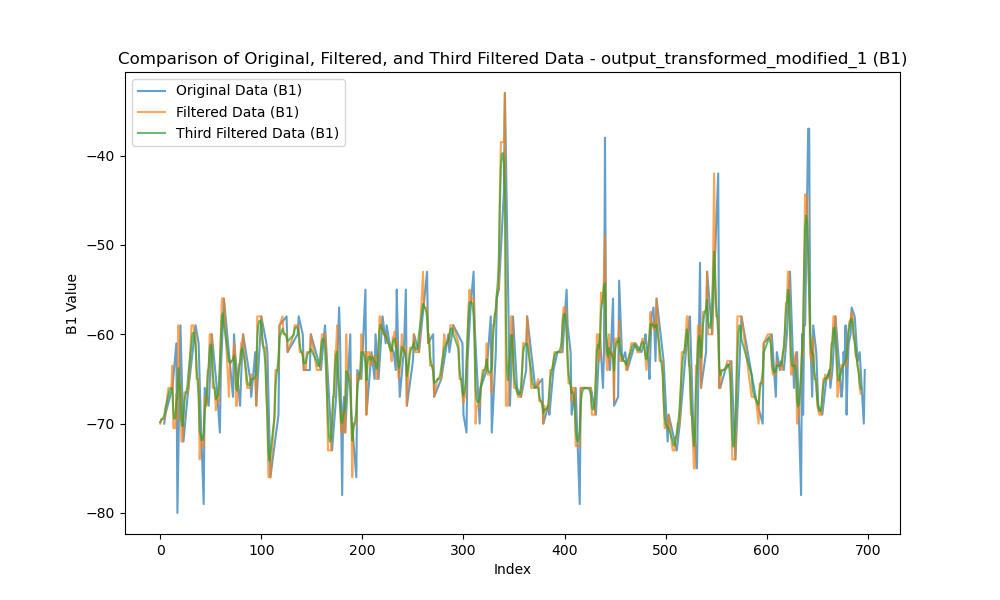 Comparison of Original, Filtered, and Third Filtered Data - output_transformed_modified_1 (B1)
Original Data (B1)
Filtered Data (B1)
Third Filtered Data (B1)
−40
−50
−60
−70
−80
B1 Value
0 100 200 300 400 500 600 700
Index